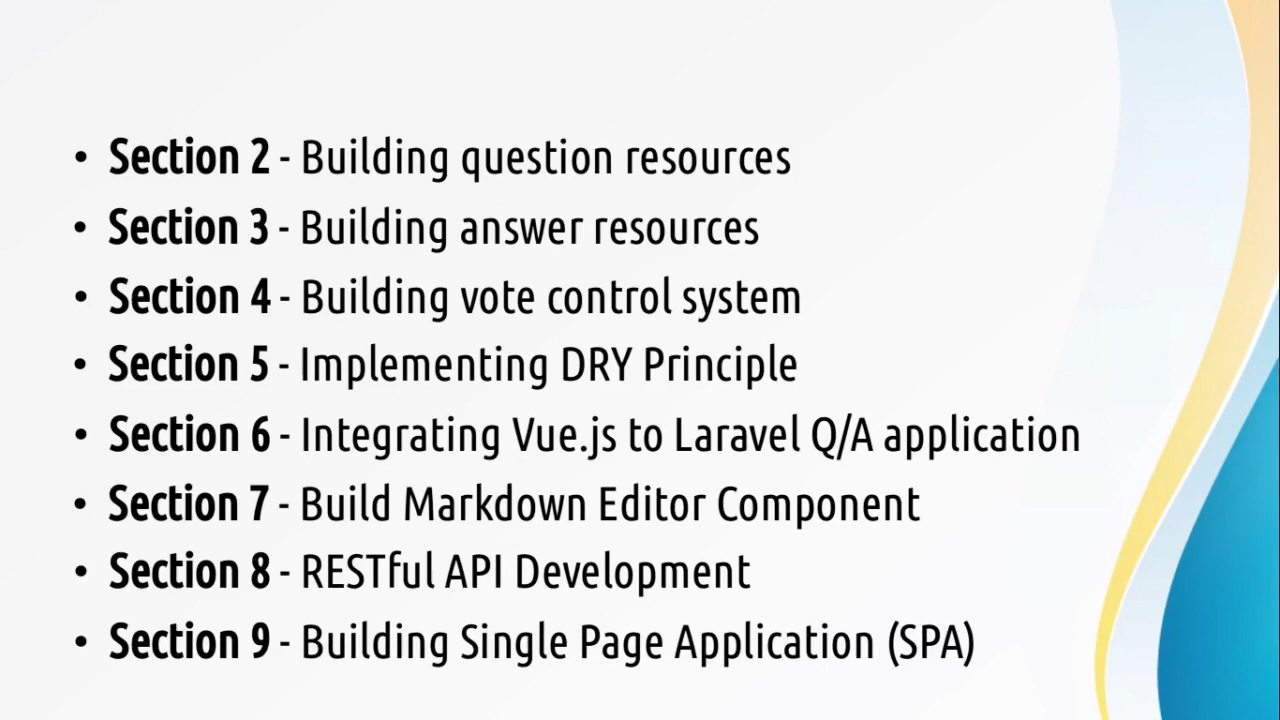 • Section 2 - Building question resources
• Section 3 - Building answer resources
• Section 4 - Building vote control system
• Section 5 - Implementing DRY Principle
• Section 6 - Integrating Vue.js to Laravel Q/A application
• Section 7 - Build Markdown Editor Component
• Section 8 - RESTful API Development
• Section 9 - Building Single Page Application (SPA)